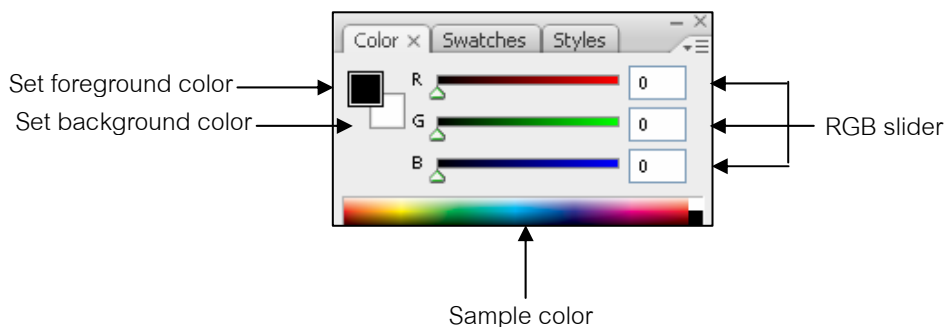 Color × Swatches Styles
Set foreground color
R 0
Set background color
G 0
RGB slider
B 0
Sample color